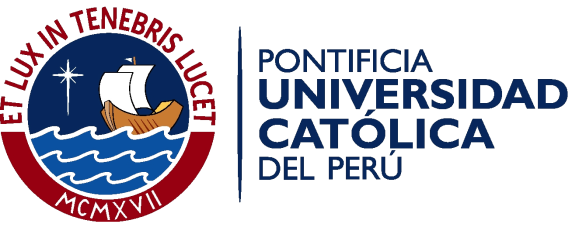 ET LUX IN TENEBRIS LUCET
MCMXVII
PONTIFICIA
UNIVERSIDAD
CATÓLICA
DEL PERÚ